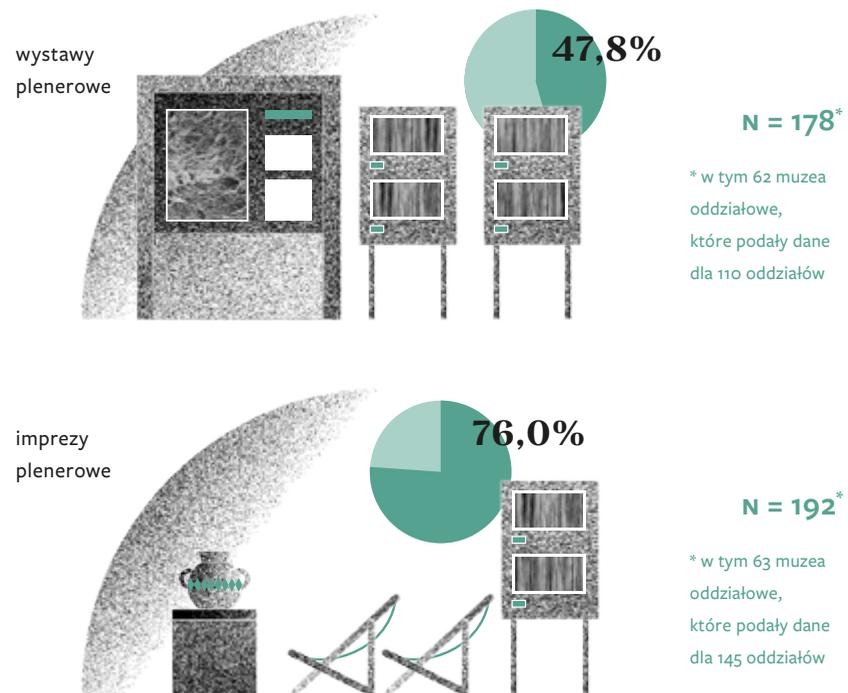 wystawy
plenerowe
47,8%
N = 178*
* w tym 62 muzea
oddziałowe,
które podały dane
dla 110 oddziałów
imprezy
plenerowe
76,0%
N = 192*
* w tym 63 muzea
oddziałowe,
które podały dane
dla 145 oddziałów